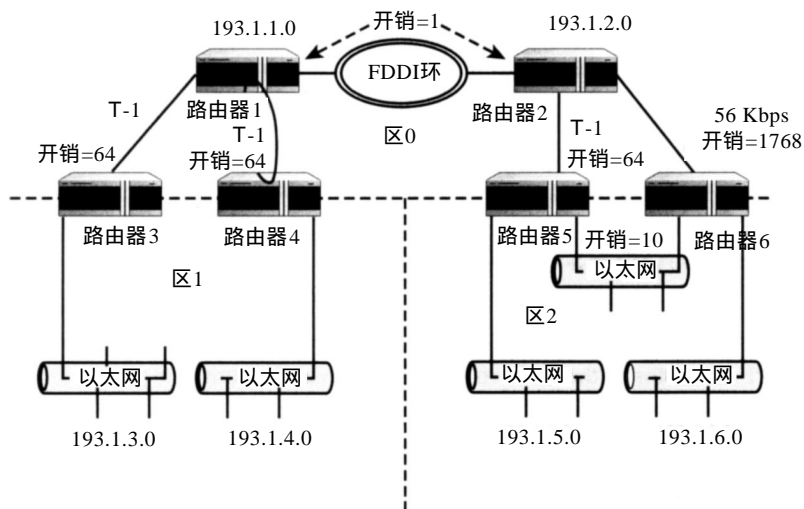 193.1.1.0
开销=1
193.1.2.0
FDDI环
路由器1
路由器2
T-1
T-1
区0
T-1
56 Kbps
开销=1768
开销=64
开销=64
开销=64
路由器3
路由器4
路由器5
开销=10
路由器6
以太网
区1
区2
以太网
以太网
以太网
以太网
193.1.3.0
193.1.4.0
193.1.5.0
193.1.6.0